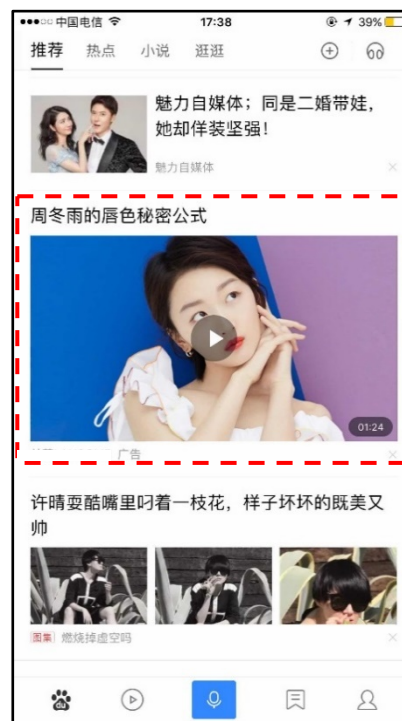 中国电信 17:38 39%
推荐 热点 小说 逛逛
魅力自媒体；同是二婚带娃，
她却佯装坚强！
魅力自媒体
周冬雨的唇色秘密公式
01:24
广告
许晴耍酷嘴里叼着一枝花，样子坏坏的既美又
帅
图集 燃烧掉虚空吗
du